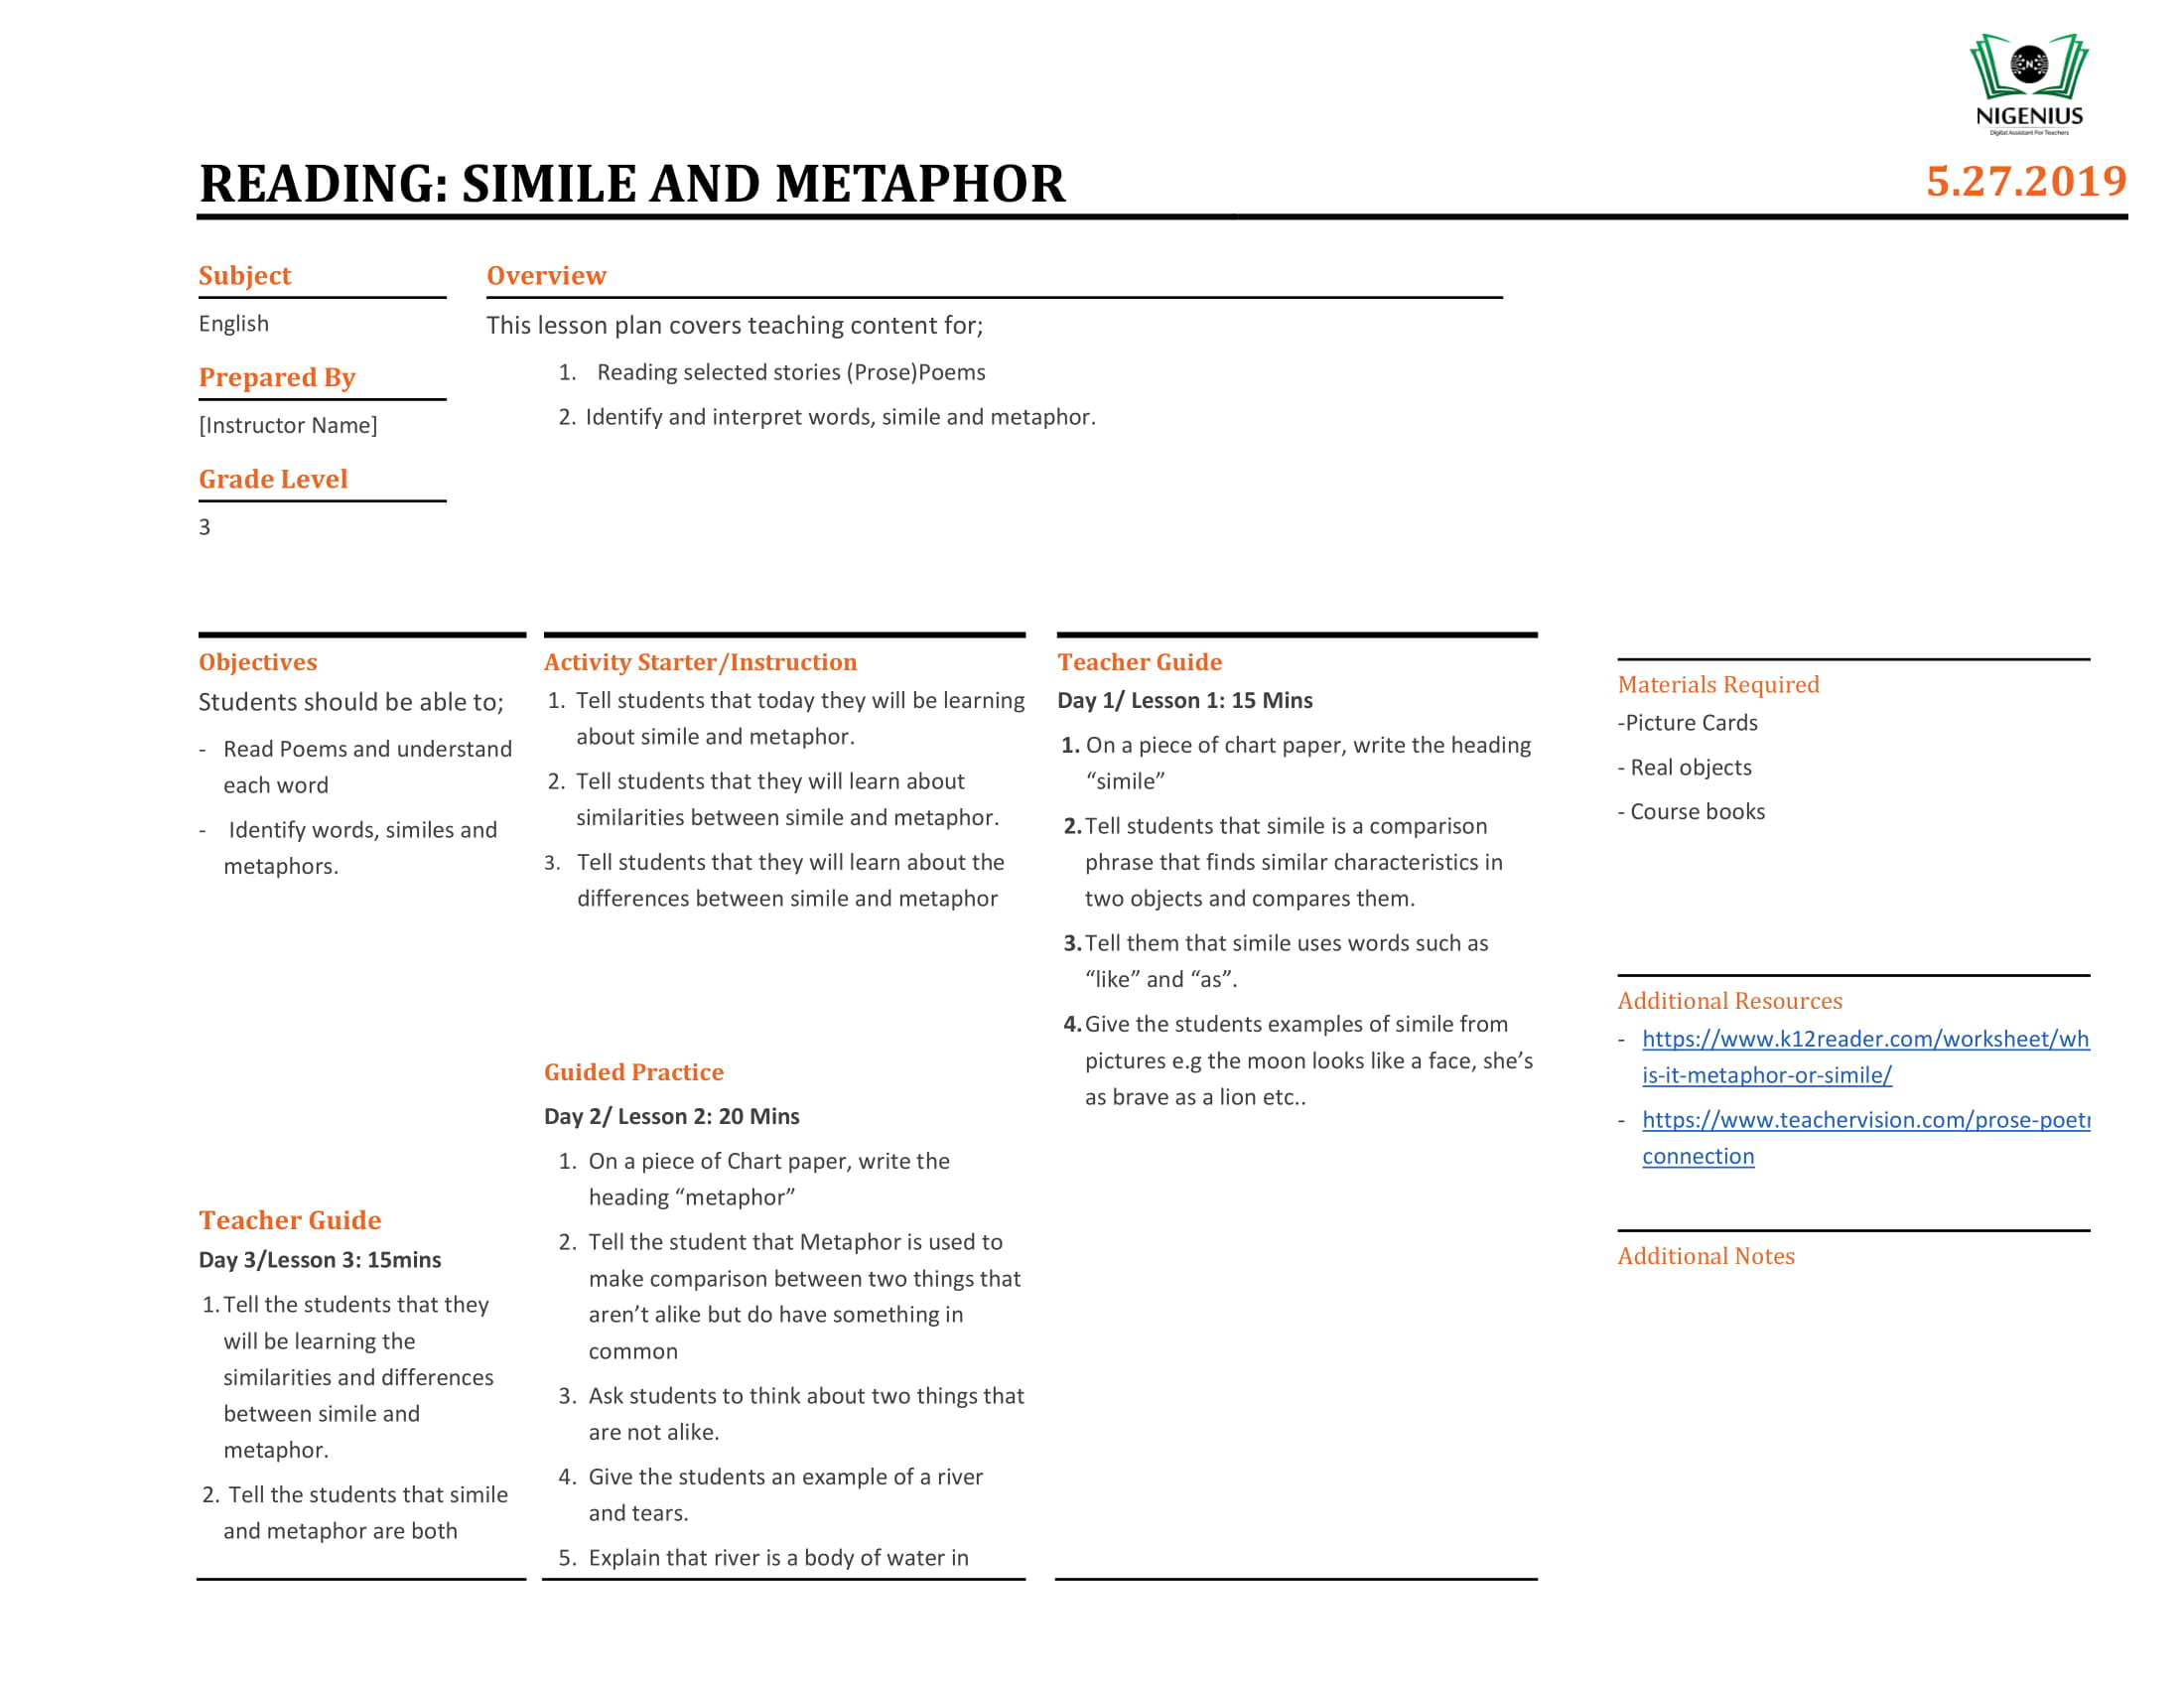 NIGENIUS
Digital Assistant For Teachers
READING: SIMILE AND METAPHOR
5.27.2019
Subject
English
Prepared By
[Instructor Name]
Grade Level
3
Overview
This lesson plan covers teaching content for;
1. Reading selected stories (Prose)Poems
2. Identify and interpret words, simile and metaphor.
Objectives
Students should be able to;
- Read Poems and understand
each word
- Identify words, similes and
metaphors.
Teacher Guide
Day 3/Lesson 3: 15mins
1. Tell the students that they
will be learning the
similarities and differences
between simile and
metaphor.
2. Tell the students that simile
and metaphor are both
Activity Starter/Instruction
1. Tell students that today they will be learning
about simile and metaphor.
2. Tell students that they will learn about
similarities between simile and metaphor.
3. Tell students that they will learn about the
differences between simile and metaphor
Guided Practice
Day 2/ Lesson 2: 20 Mins
1. On a piece of Chart paper, write the
heading “metaphor”
2. Tell the student that Metaphor is used to
make comparison between two things that
aren’t alike but do have something in
common
3. Ask students to think about two things that
are not alike.
4. Give the students an example of a river
and tears.
5. Explain that river is a body of water in
Teacher Guide
Day 1/ Lesson 1: 15 Mins
1. On a piece of chart paper, write the heading
“simile”
2. Tell students that simile is a comparison
phrase that finds similar characteristics in
two objects and compares them.
3. Tell them that simile uses words such as
“like” and “as”.
4. Give the students examples of simile from
pictures e.g the moon looks like a face, she’s
as brave as a lion etc..
Materials Required
-Picture Cards
- Real objects
- Course books
Additional Resources
- https://www.k12reader.com/worksheet/wh
is-it-metaphor-or-simile/
- https://www.teachervision.com/prose-poetr
connection
Additional Notes